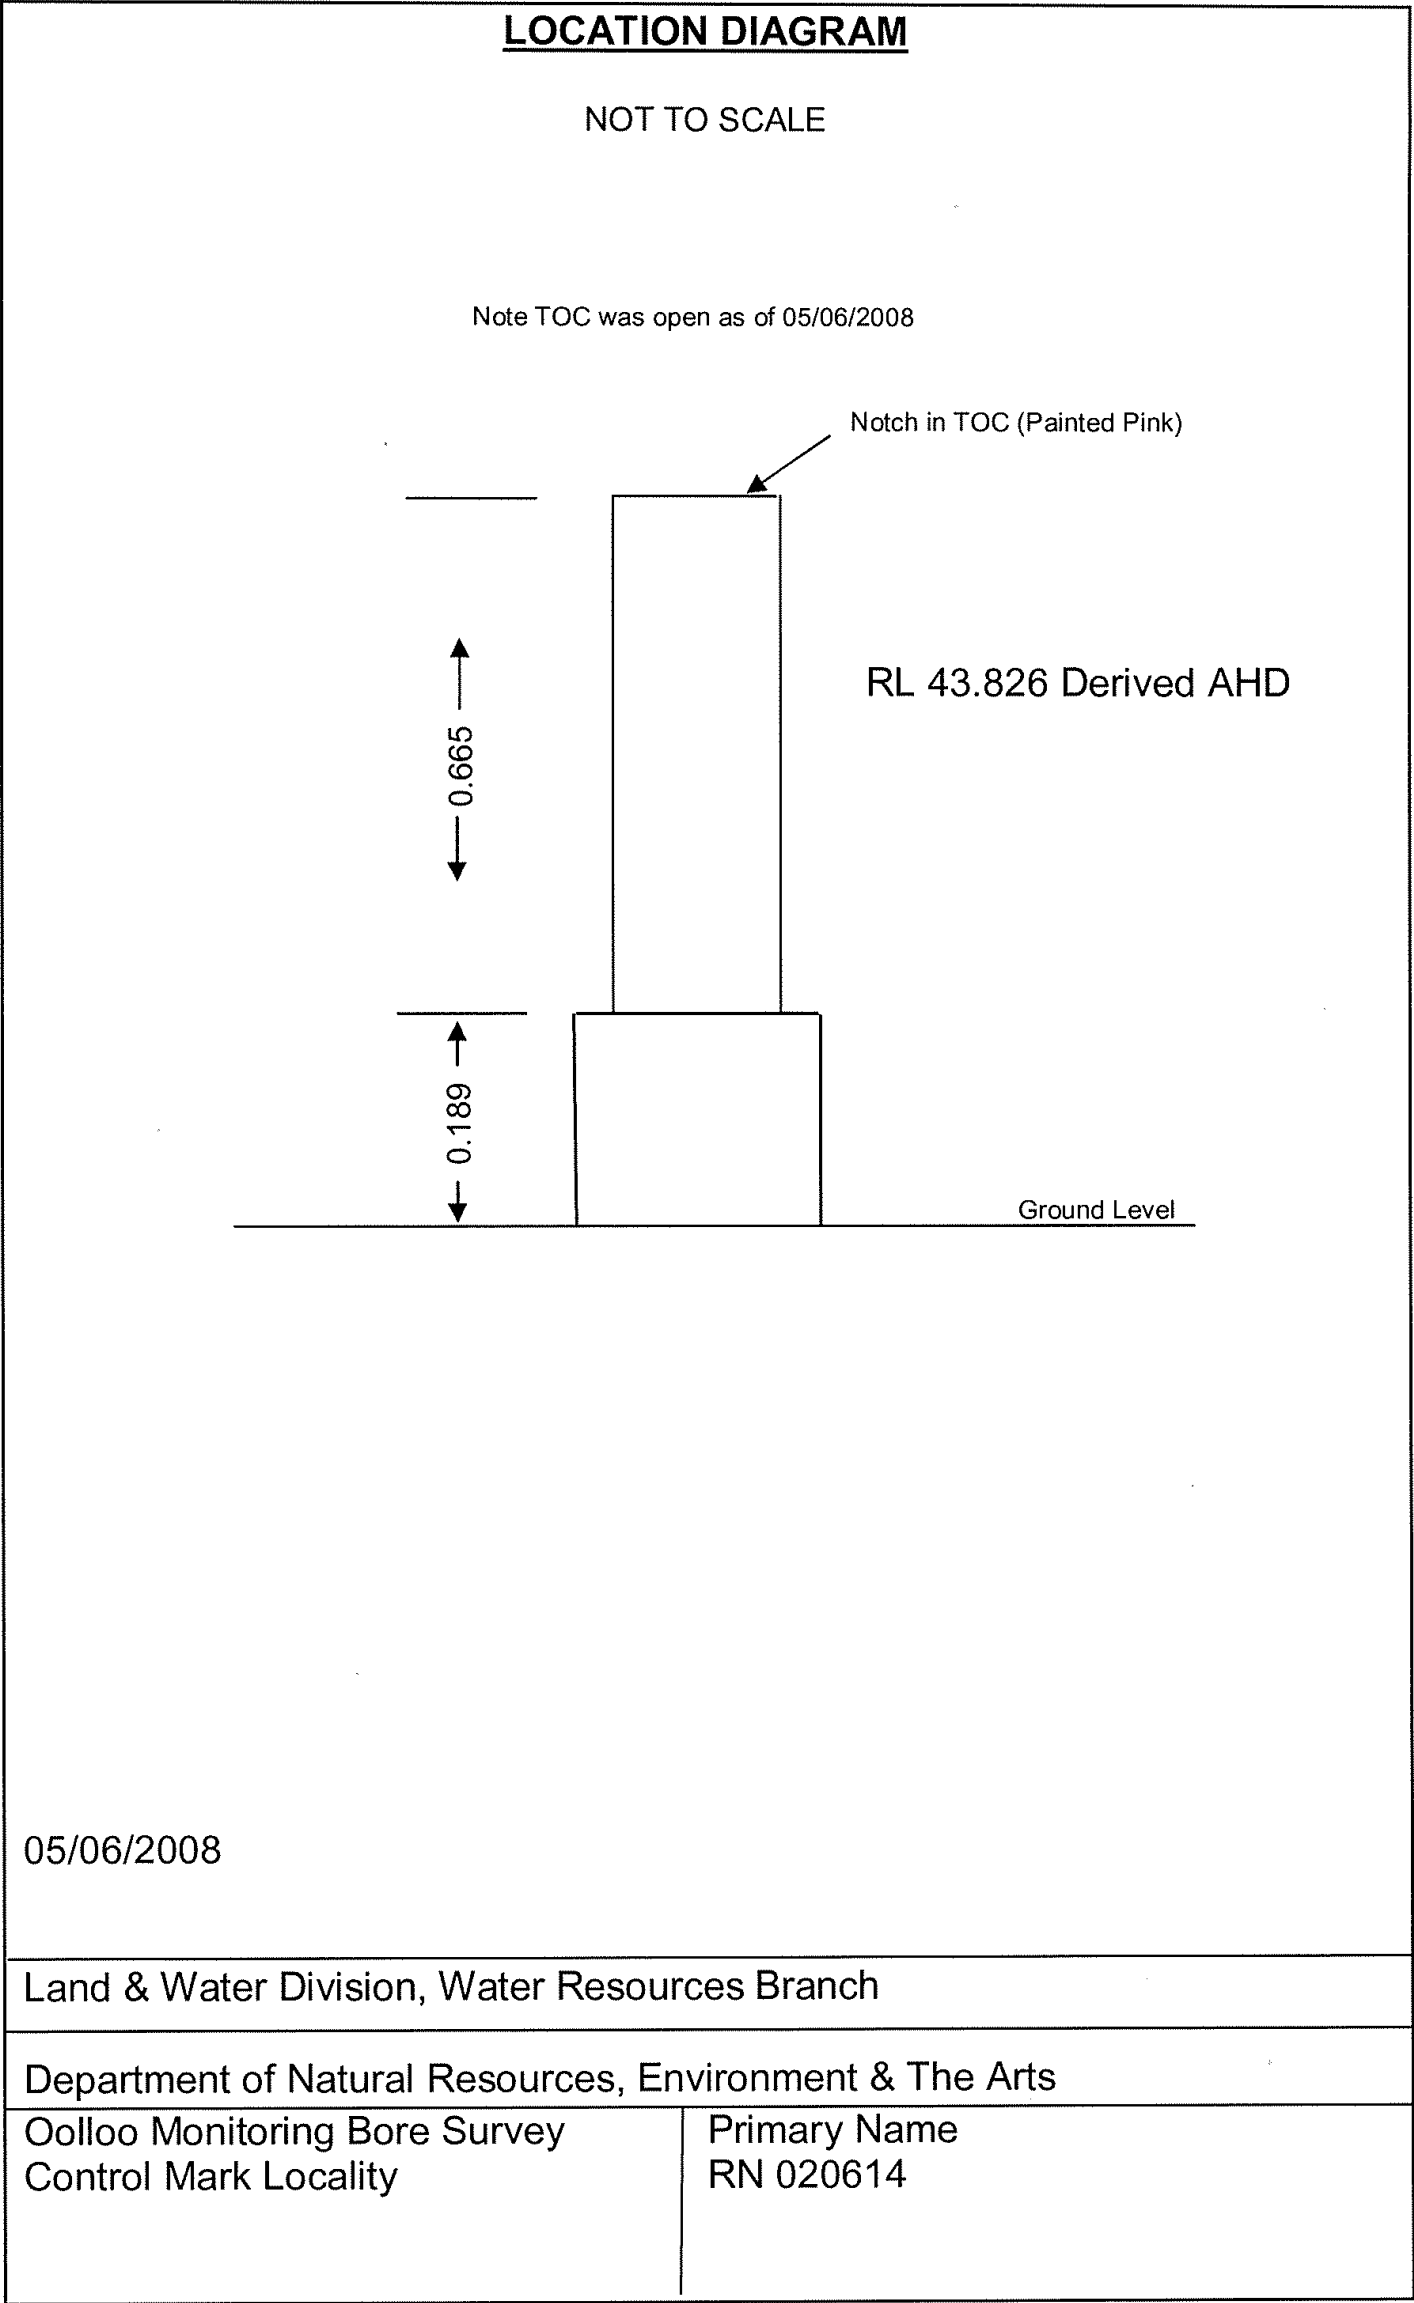 LOCATION DIAGRAM
NOT TO SCALE
Note TOC was open as of 05/06/2008
Notch in TOC (Painted Pink)
RL 43.826 Derived AHD
0.665
0.189
Ground Level
05/06/2008
Land & Water Division, Water Resources Branch
Department of Natural Resources, Environment & The Arts
Oolloo Monitoring Bore Survey
Control Mark Locality
Primary Name
RN 020614